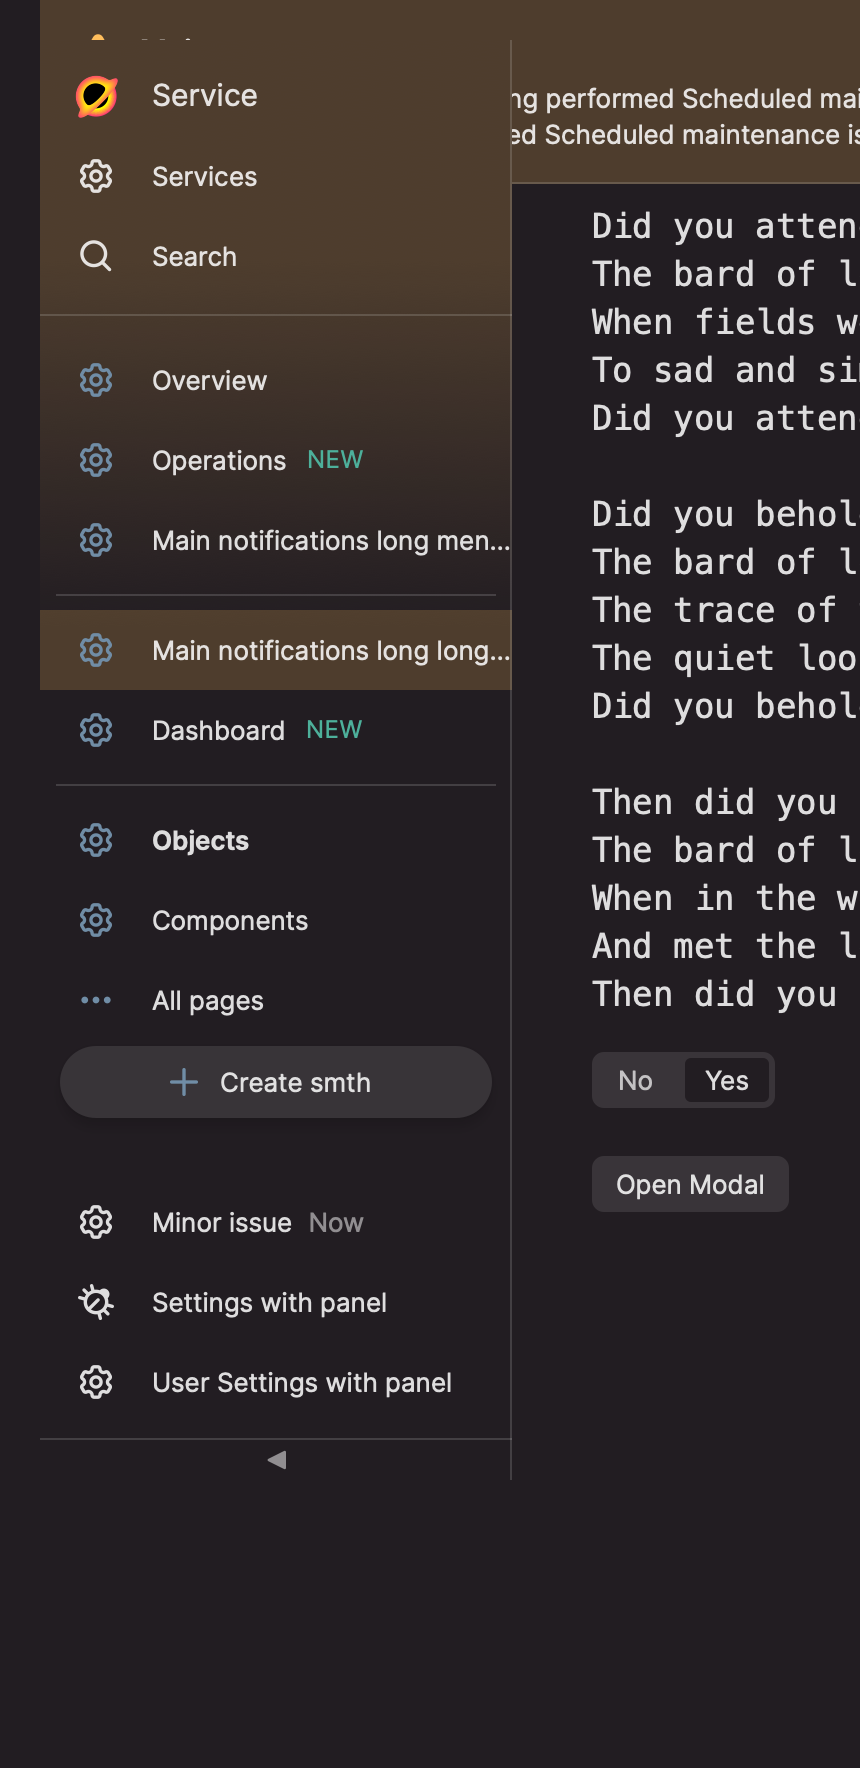 Service
Services
Search
Overview
Operations NEW
Main notifications long men...
Main notifications long long...
Dashboard NEW
Objects
Components
All pages
Create smth
Minor issue Now
Settings with panel
User Settings with panel
ng performed Scheduled mai
ed Scheduled maintenance is
Did you atten
The bard of l
When fields w
To sad and si
Did you atten
Did you behol
The bard of l
The trace of
The quiet loo
Did you behol
Then did you
The bard of l
When in the w
And met the l
Then did you
No Yes
Open Modal